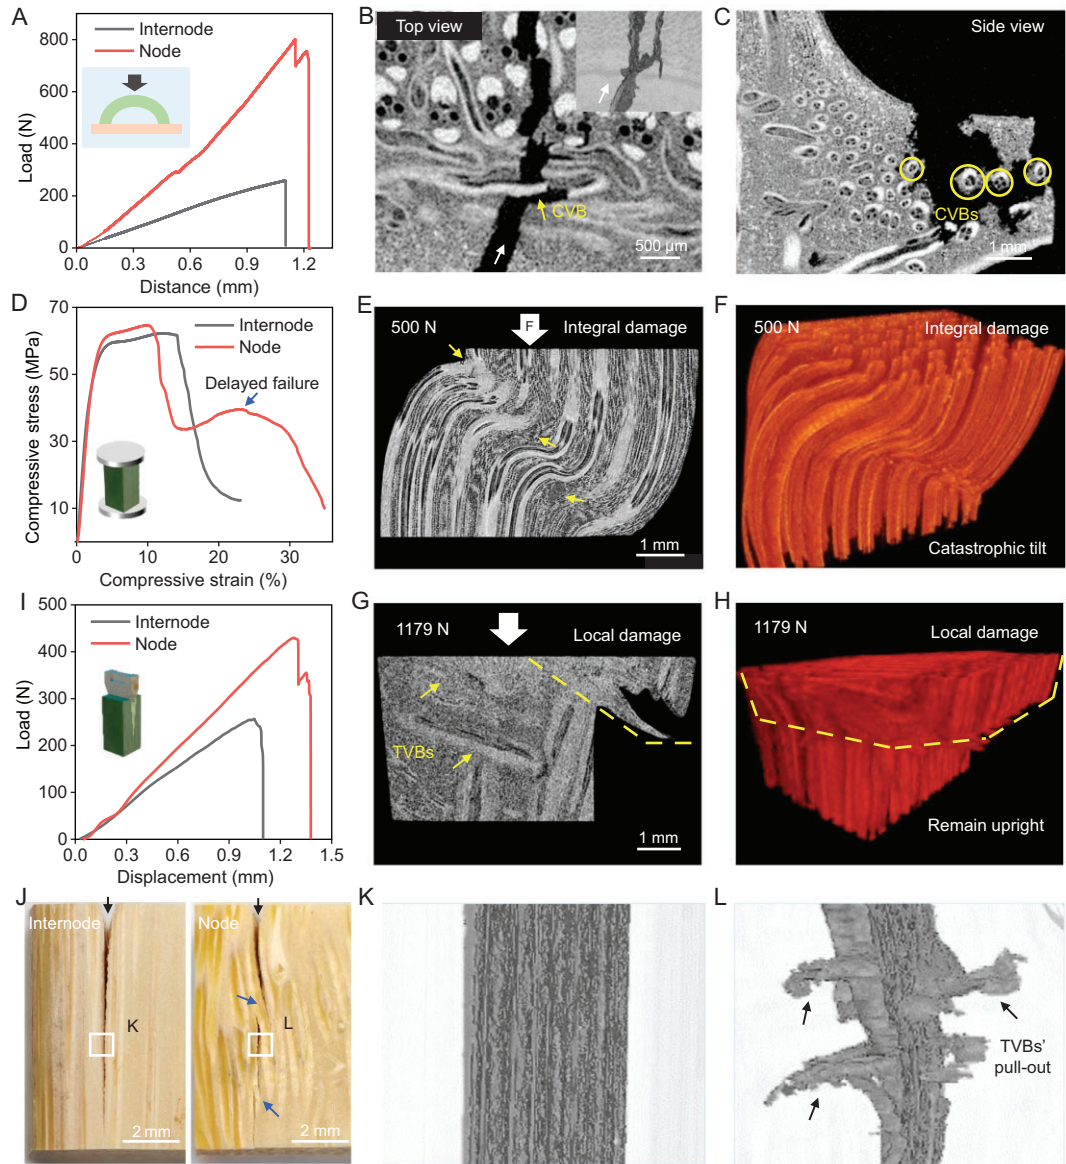 A
Internode
Node
800
600
400
200
0
Load (N)
0.0
0.3
0.6
0.9
1.2
Distance (mm)
B
Top view
CVB
500 µm
C
Side view
CVBs
1 mm
D
70
50
30
10
Compressive stress (MPa)
Internode
Node
Delayed failure
0
10
20
30
Compressive strain (%)
E
500 N
F
Integral damage
1 mm
F
500 N
Integral damage
Catastrophic tilt
I
500
400
300
200
100
0
Load (N)
Internode
Node
0.0
0.3
0.6
0.9
1.2
1.5
Displacement (mm)
G
1179 N
Local damage
TVBs
1 mm
H
1179 N
Local damage
Remain upright
J
Internode
K
2 mm
Node
L
2 mm
K
L
TVBs'
pull-out